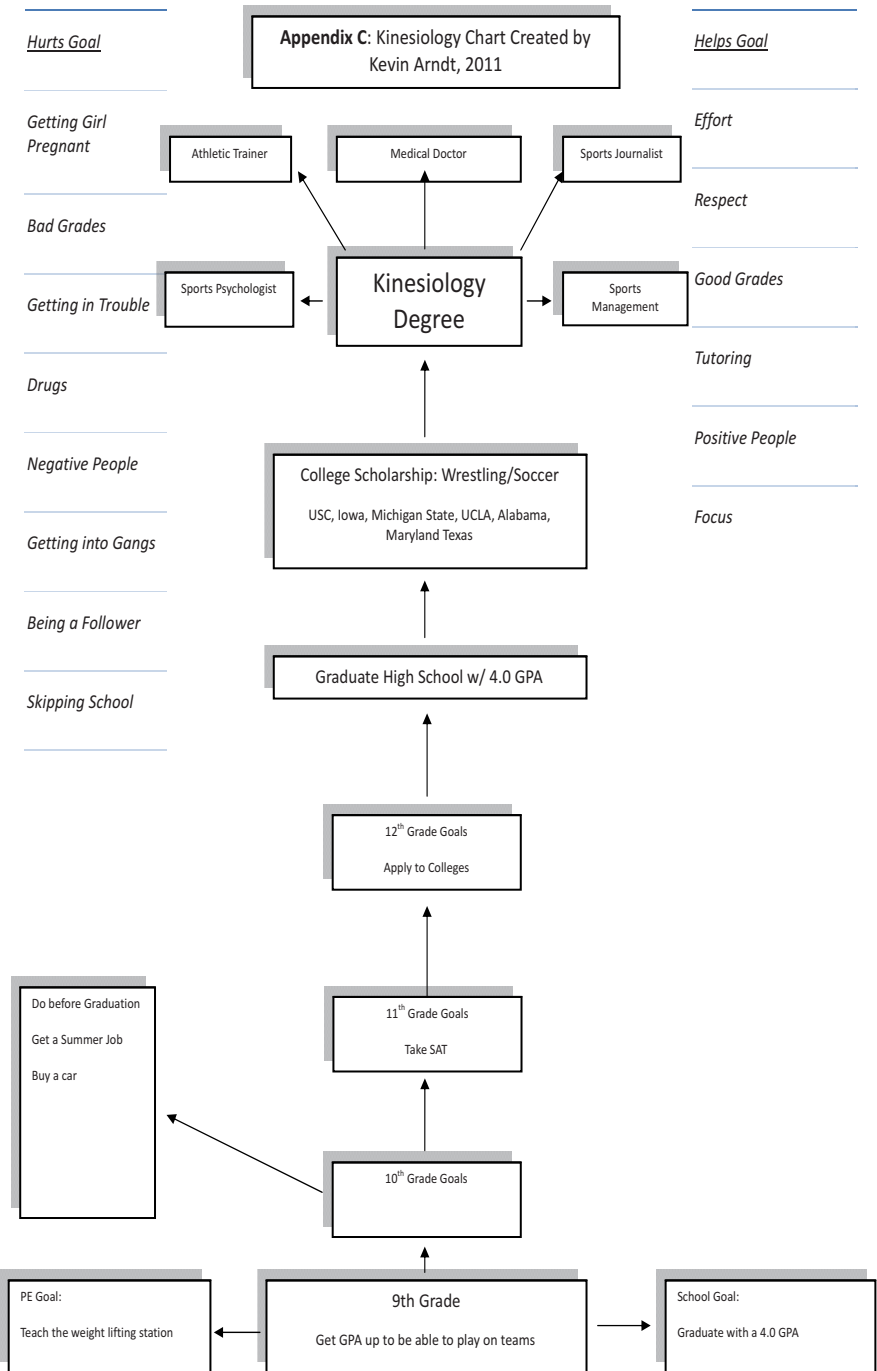 Hurts Goal
Getting Girl
Pregnant
Bad Grades
Getting in Trouble
Drugs
Negative People
Getting into Gangs
Being a Follower
Skipping School
Appendix C: Kinesiology Chart Created by
Kevin Arndt, 2011
Helps Goal
Effort
Respect
Good Grades
Tutoring
Positive People
Focus
Athletic Trainer
Medical Doctor
Sports Journalist
Sports Psychologist
Kinesiology
Degree
Sports
Management
College Scholarship: Wrestling/Soccer
USC, Iowa, Michigan State, UCLA, Alabama,
Maryland Texas
Graduate High School w/ 4.0 GPA
12th Grade Goals
Apply to Colleges
Do before Graduation
Get a Summer Job
Buy a car
11th Grade Goals
Take SAT
10th Grade Goals
PE Goal:
Teach the weight lifting station
9th Grade
Get GPA up to be able to play on teams
School Goal:
Graduate with a 4.0 GPA